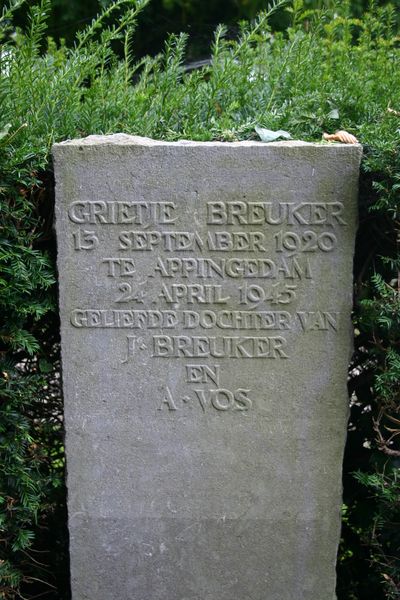 GRIETJE BREUKER
13 SEPTEMBER 1920
TE APPINGEDAM
24 APRIL 1945
GELIEFDE DOCHTER VAN
J·BREUKER
EN
A·VOS